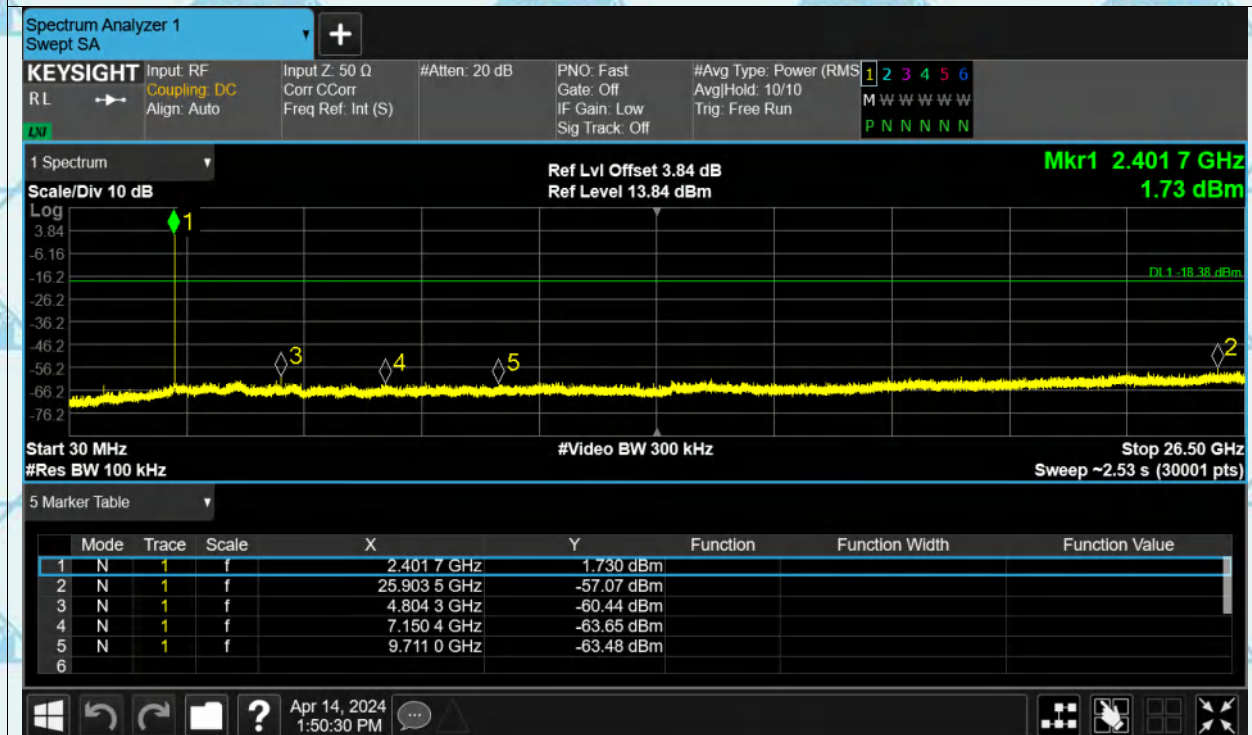 Spectrum Analyzer 1
Swept SA
+
KEYSIGHT Input: RF Input Z: 50 Ω #Atten: 20 dB PNO: Fast #Avg Type: Power (RMS 1 2 3 4 5 6
RL Coupling: DC Corr CCorr Gate: Off Avg|Hold: 10/10 M W W W W W
Align: Auto Freq Ref: Int (S) IF Gain: Low Trig: Free Run P N N N N N
LXI Sig Track: Off
1 Spectrum
Ref Lvl Offset 3.84 dB Mkr1 2.401 7 GHz
Scale/Div 10 dB Ref Level 13.84 dBm 1.73 dBm
Log
1
3.84
-6.16
-16.2 DL1 -18.38 dBm
-26.2
-36.2
-46.2
3 4 5 2
-56.2
-66.2
-76.2
Start 30 MHz #Video BW 300 kHz Stop 26.50 GHz
#Res BW 100 kHz Sweep ~2.53 s (30001 pts)
5 Marker Table
Mode Trace Scale X Y Function Function Width Function Value
1 N 1 f 2.401 7 GHz 1.730 dBm
2 N 1 f 25.903 5 GHz -57.07 dBm
3 N 1 f 4.804 3 GHz -60.44 dBm
4 N 1 f 7.150 4 GHz -63.65 dBm
5 N 1 f 9.711 0 GHz -63.48 dBm
6
? Apr 14, 2024
1:50:30 PM